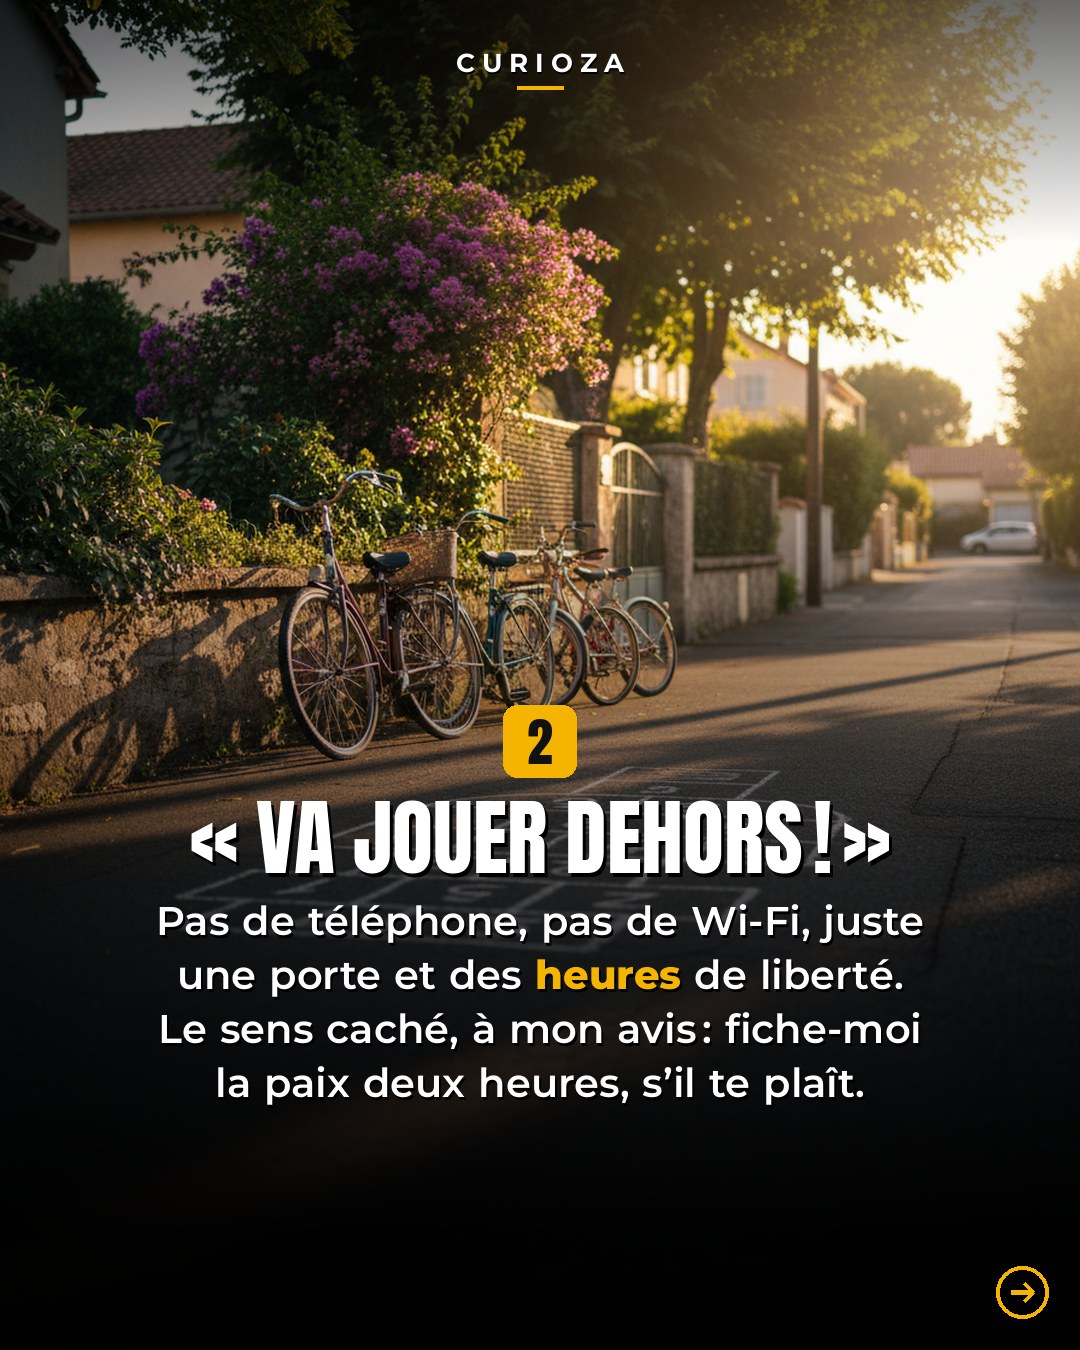 CURIOZA
2
« VA JOUER DEHORS ! »
Pas de téléphone, pas de Wi-Fi, juste
une porte et des heures de liberté.
Le sens caché, à mon avis : fiche-moi
la paix deux heures, s’il te plaît.